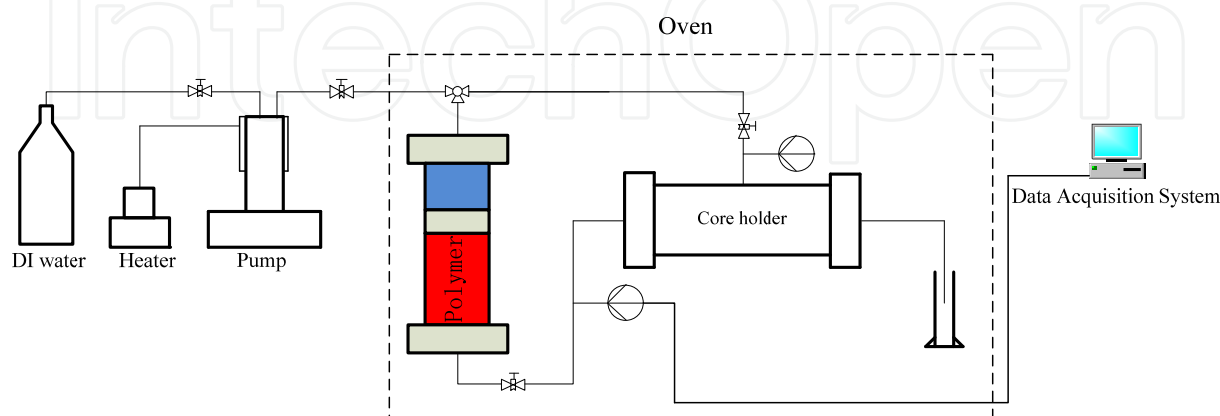 IntechOpen
Oven
Core holder
Data Acquisition System
DI water
Heater
Pump
Polymer